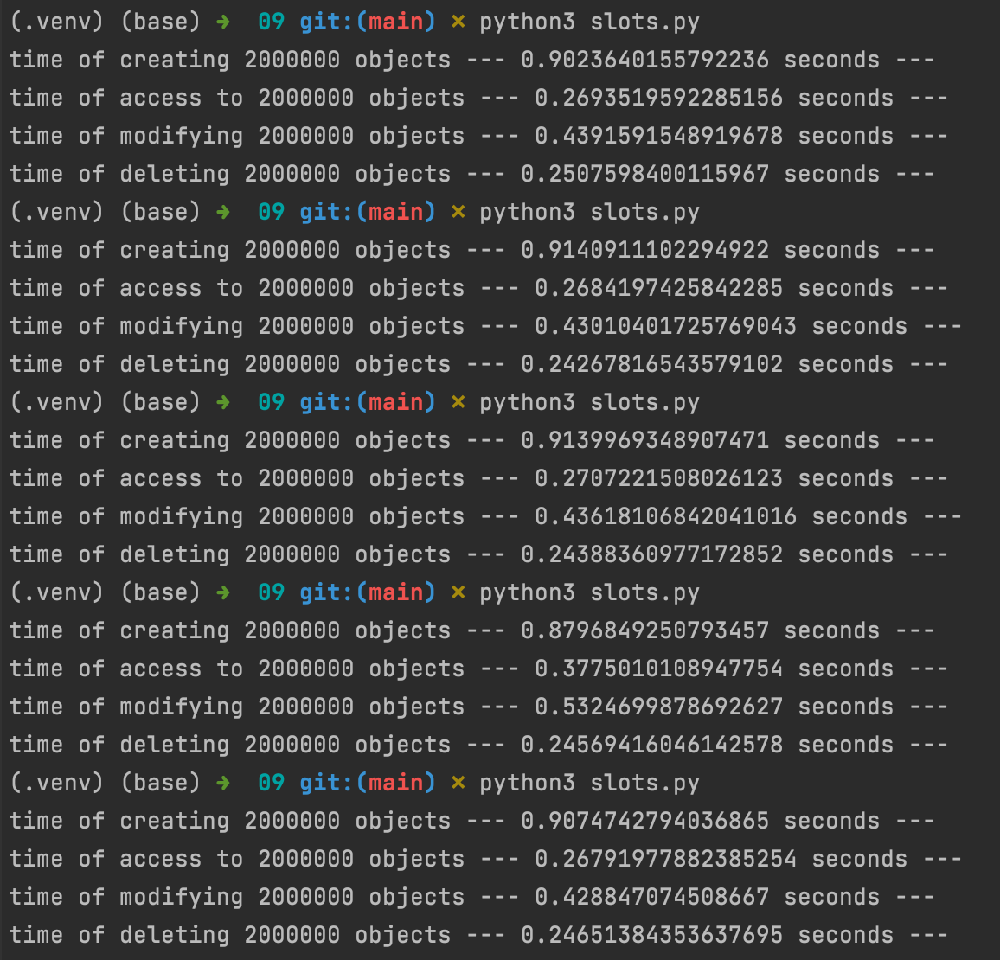 (.venv) (base) ➜  09 git:(main) ✗ python3 slots.py
time of creating 2000000 objects --- 0.9023640155792236 seconds ---
time of access to 2000000 objects --- 0.2693519592285156 seconds ---
time of modifying 2000000 objects --- 0.4391591548919678 seconds ---
time of deleting 2000000 objects --- 0.2507598400115967 seconds ---
(.venv) (base) ➜  09 git:(main) ✗ python3 slots.py
time of creating 2000000 objects --- 0.9140911102294922 seconds ---
time of access to 2000000 objects --- 0.2684197425842285 seconds ---
time of modifying 2000000 objects --- 0.43010401725769043 seconds ---
time of deleting 2000000 objects --- 0.24267816543579102 seconds ---
(.venv) (base) ➜  09 git:(main) ✗ python3 slots.py
time of creating 2000000 objects --- 0.9139969348907471 seconds ---
time of access to 2000000 objects --- 0.2707221508026123 seconds ---
time of modifying 2000000 objects --- 0.43618106842041016 seconds ---
time of deleting 2000000 objects --- 0.24388360977172852 seconds ---
(.venv) (base) ➜  09 git:(main) ✗ python3 slots.py
time of creating 2000000 objects --- 0.8796849250793457 seconds ---
time of access to 2000000 objects --- 0.3775010108947754 seconds ---
time of modifying 2000000 objects --- 0.5324699878692627 seconds ---
time of deleting 2000000 objects --- 0.24569416046142578 seconds ---
(.venv) (base) ➜  09 git:(main) ✗ python3 slots.py
time of creating 2000000 objects --- 0.9074742794036865 seconds ---
time of access to 2000000 objects --- 0.26791977882385254 seconds ---
time of modifying 2000000 objects --- 0.428847074508667 seconds ---
time of deleting 2000000 objects --- 0.24651384353637695 seconds ---